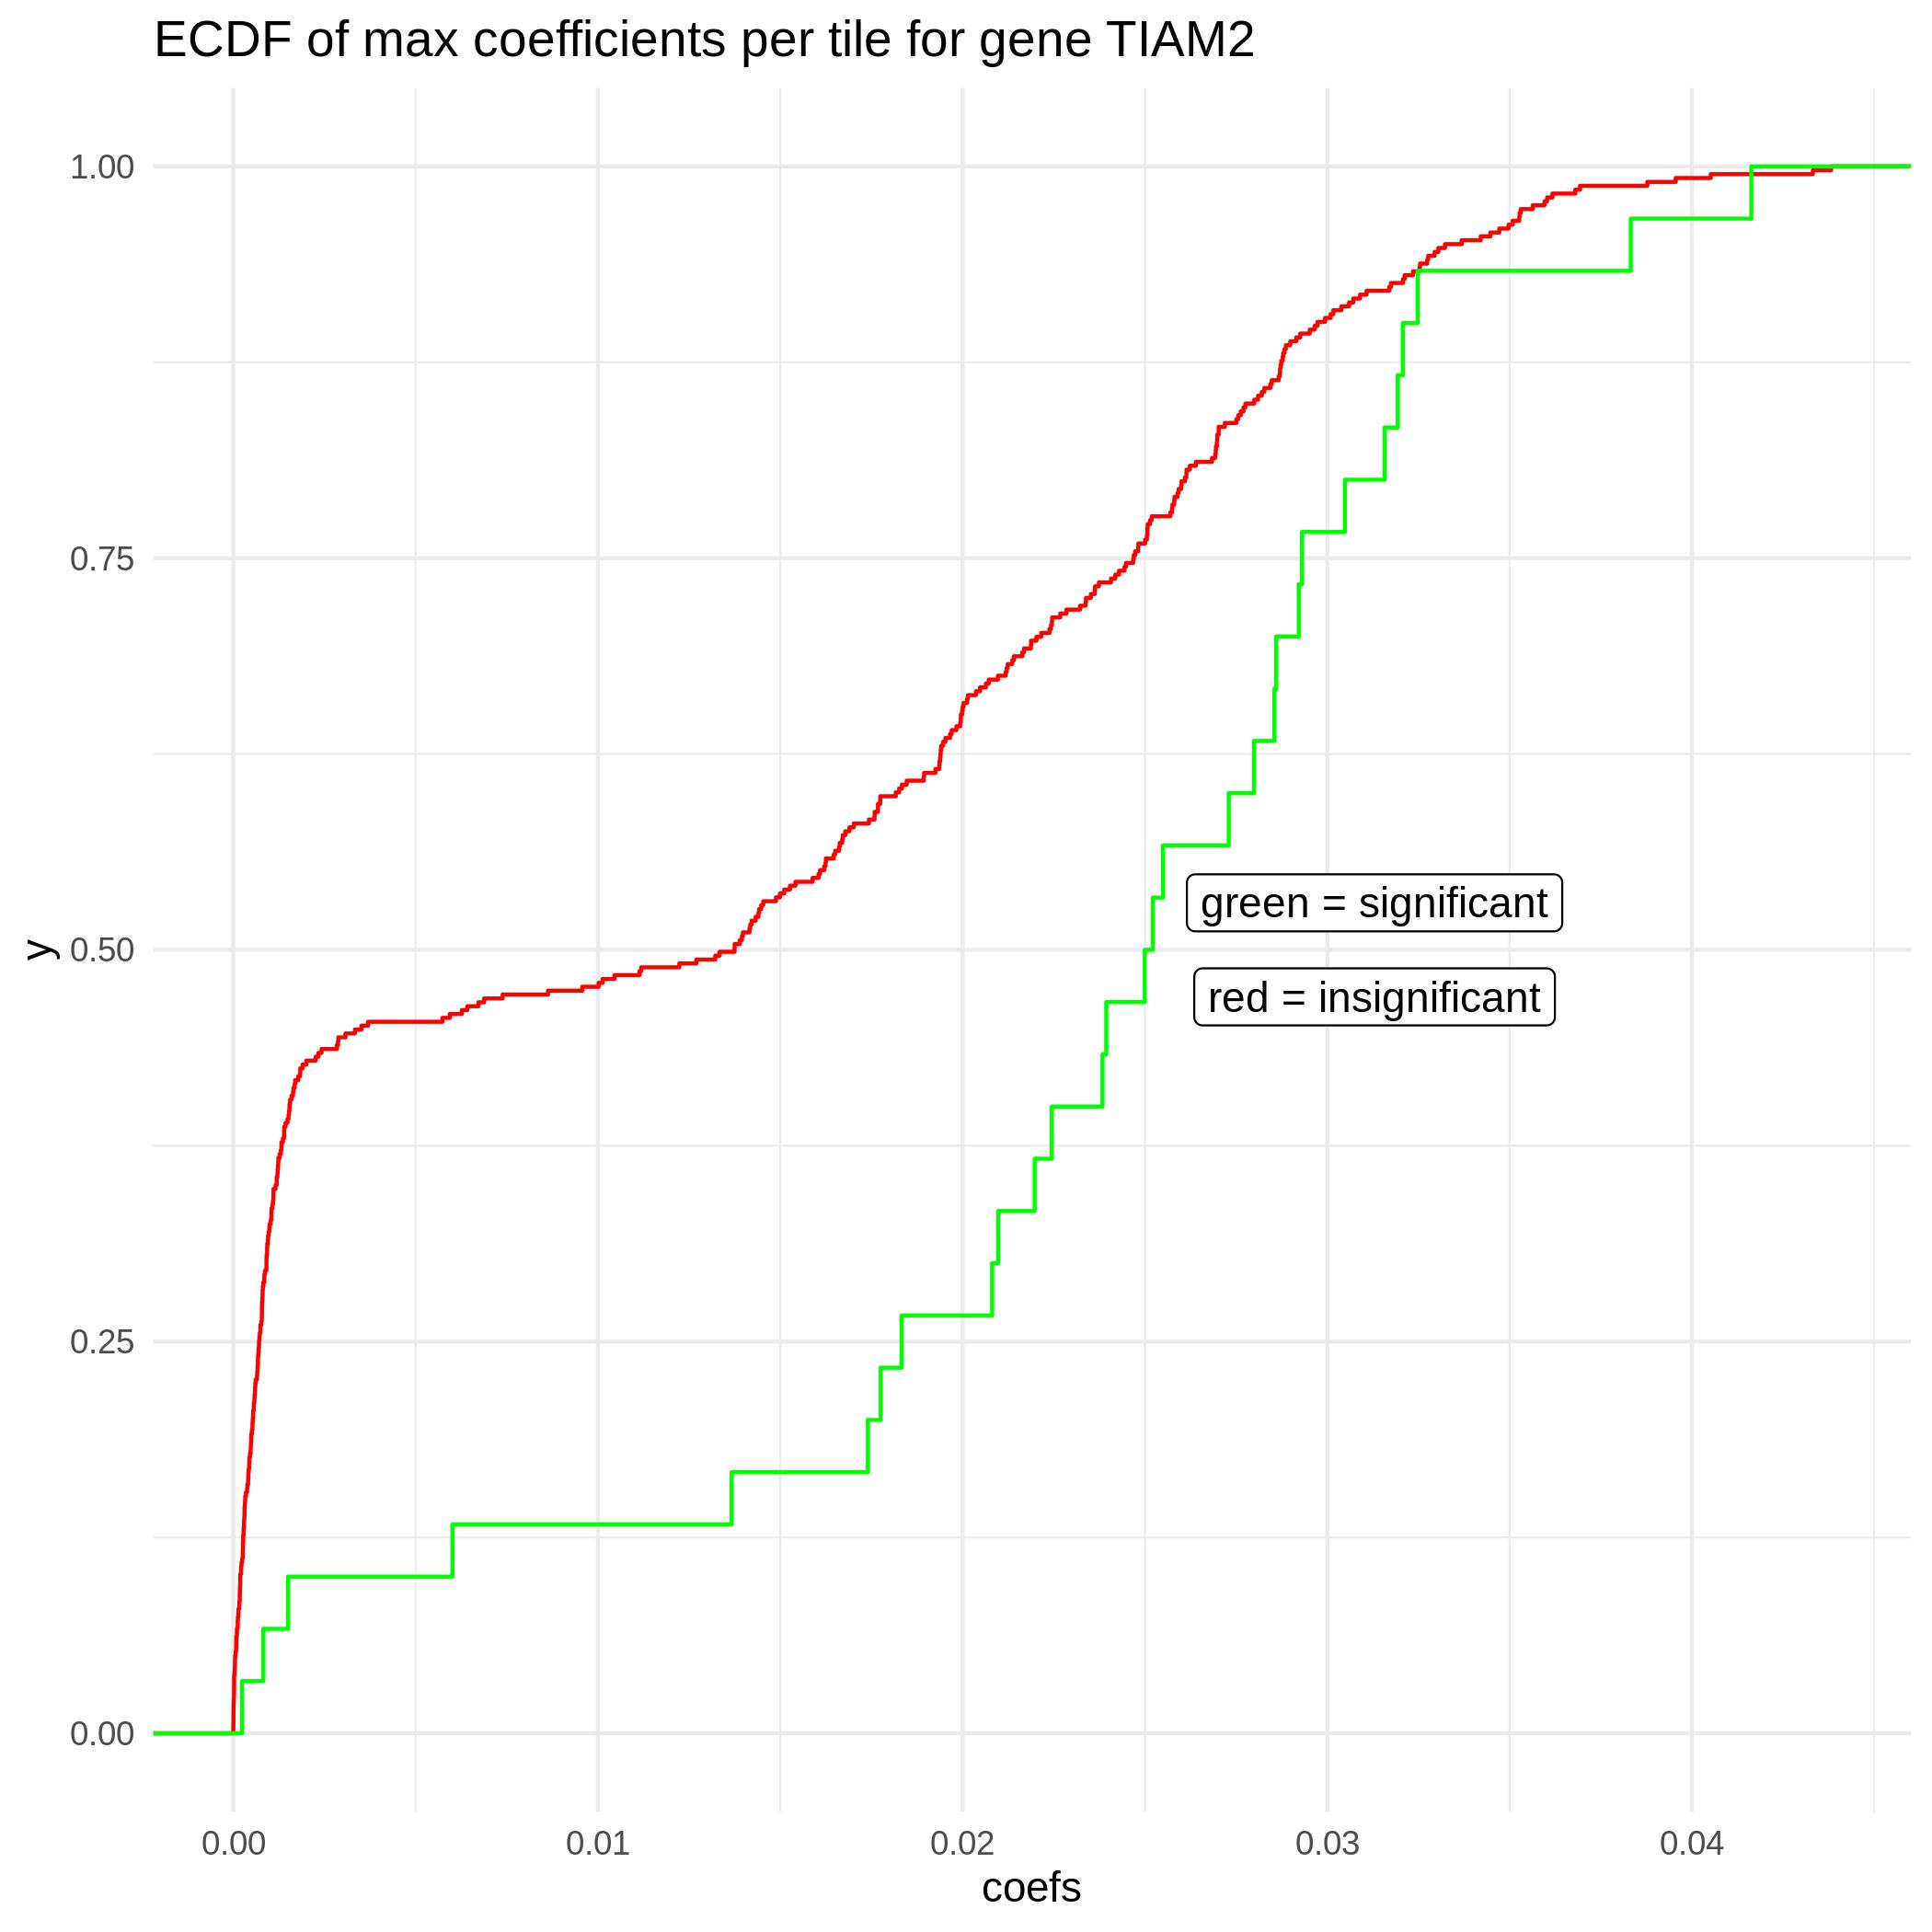 ECDF of max coefficients per tile for gene TIAM2
1.00
0.75
0.50
0.25
0.00
y
green = significant
red = insignificant
0.00 0.01 0.02 0.03 0.04
coefs